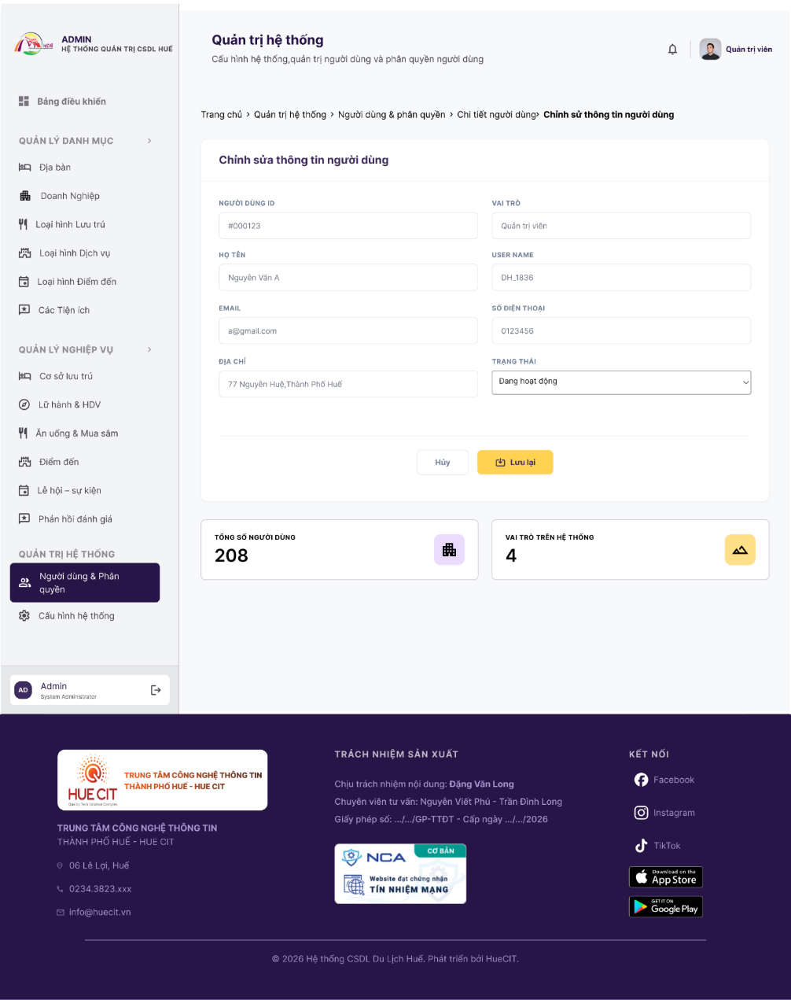 ADMIN
HỆ THỐNG QUẢN TRỊ CSDL HUẾ
Bảng điều khiển
QUẢN LÝ DANH MỤC
Địa bàn
Doanh Nghiệp
Loại hình Lưu trú
Loại hình Dịch vụ
Loại hình Điểm đến
Các Tiện ích
QUẢN LÝ NGHIỆP VỤ
Cơ sở lưu trú
Lữ hành & HDV
Ăn uống & Mua sắm
Điểm đến
Lễ hội – sự kiện
Phản hồi đánh giá
QUẢN TRỊ HỆ THỐNG
Người dùng & Phân
quyền
Cấu hình hệ thống
AD
Admin
System Administrator
Quản trị hệ thống
Cấu hình hệ thống,quản trị người dùng và phân quyền người dùng
Quản trị viên
Trang chủ › Quản trị hệ thống › Người dùng & phân quyền › Chi tiết người dùng› Chỉnh sử thông tin người dùng
Chỉnh sửa thông tin người dùng
NGƯỜI DÙNG ID
#000123
VAI TRÒ
Quản trị viên
HỌ TÊN
Nguyễn Văn A
USER NAME
DH_1836
EMAIL
a@gmail.com
SỐ ĐIỆN THOẠI
0123456
ĐỊA CHỈ
77 Nguyễn Huệ,Thành Phố Huế
TRẠNG THÁI
Đang hoạt động
Hủy
Lưu lại
TỔNG SỐ NGƯỜI DÙNG
208
VAI TRÒ TRÊN HỆ THỐNG
4
HUE CIT
Quality Tech Solution Complex
TRUNG TÂM CÔNG NGHỆ THÔNG TIN
THÀNH PHỐ HUẾ - HUE CIT
TRUNG TÂM CÔNG NGHỆ THÔNG TIN
THÀNH PHỐ HUẾ - HUE CIT
06 Lê Lợi, Huế
0234.3823.xxx
info@huecit.vn
TRÁCH NHIỆM SẢN XUẤT
Chịu trách nhiệm nội dung: Đặng Văn Long
Chuyên viên tư vấn: Nguyễn Viết Phú - Trần Đình Long
Giấy phép số: .../.../GP-TTĐT - Cấp ngày .../.../2026
NCA
CƠ BẢN
Website đạt chứng nhận
TÍN NHIỆM MẠNG
KẾT NỐI
Facebook
Instagram
TikTok
Download on the
App Store
GET IT ON
Google Play
© 2026 Hệ thống CSDL Du Lịch Huế. Phát triển bởi HueCIT.